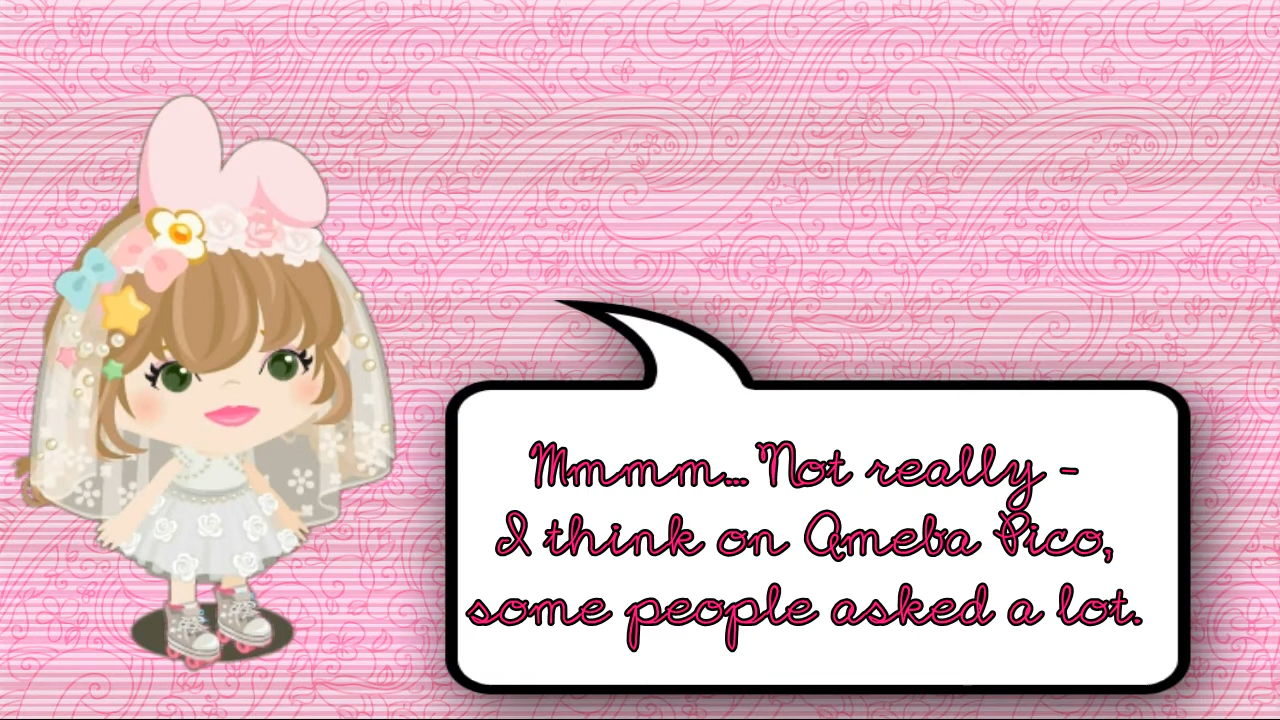 Mmmm... Not really -
I think on Ameba Pico,
some people asked a lot.